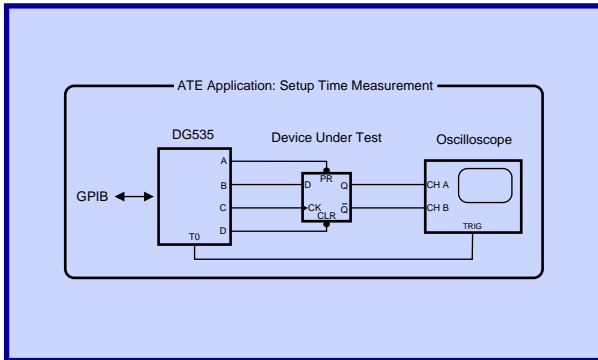 ATE Application: Setup Time Measurement
DG535
Device Under Test
Oscilloscope
GPIB
A
B
C
D
T0
PR
D
Q
CK
Q̅
CLR
CH A
CH B
TRIG